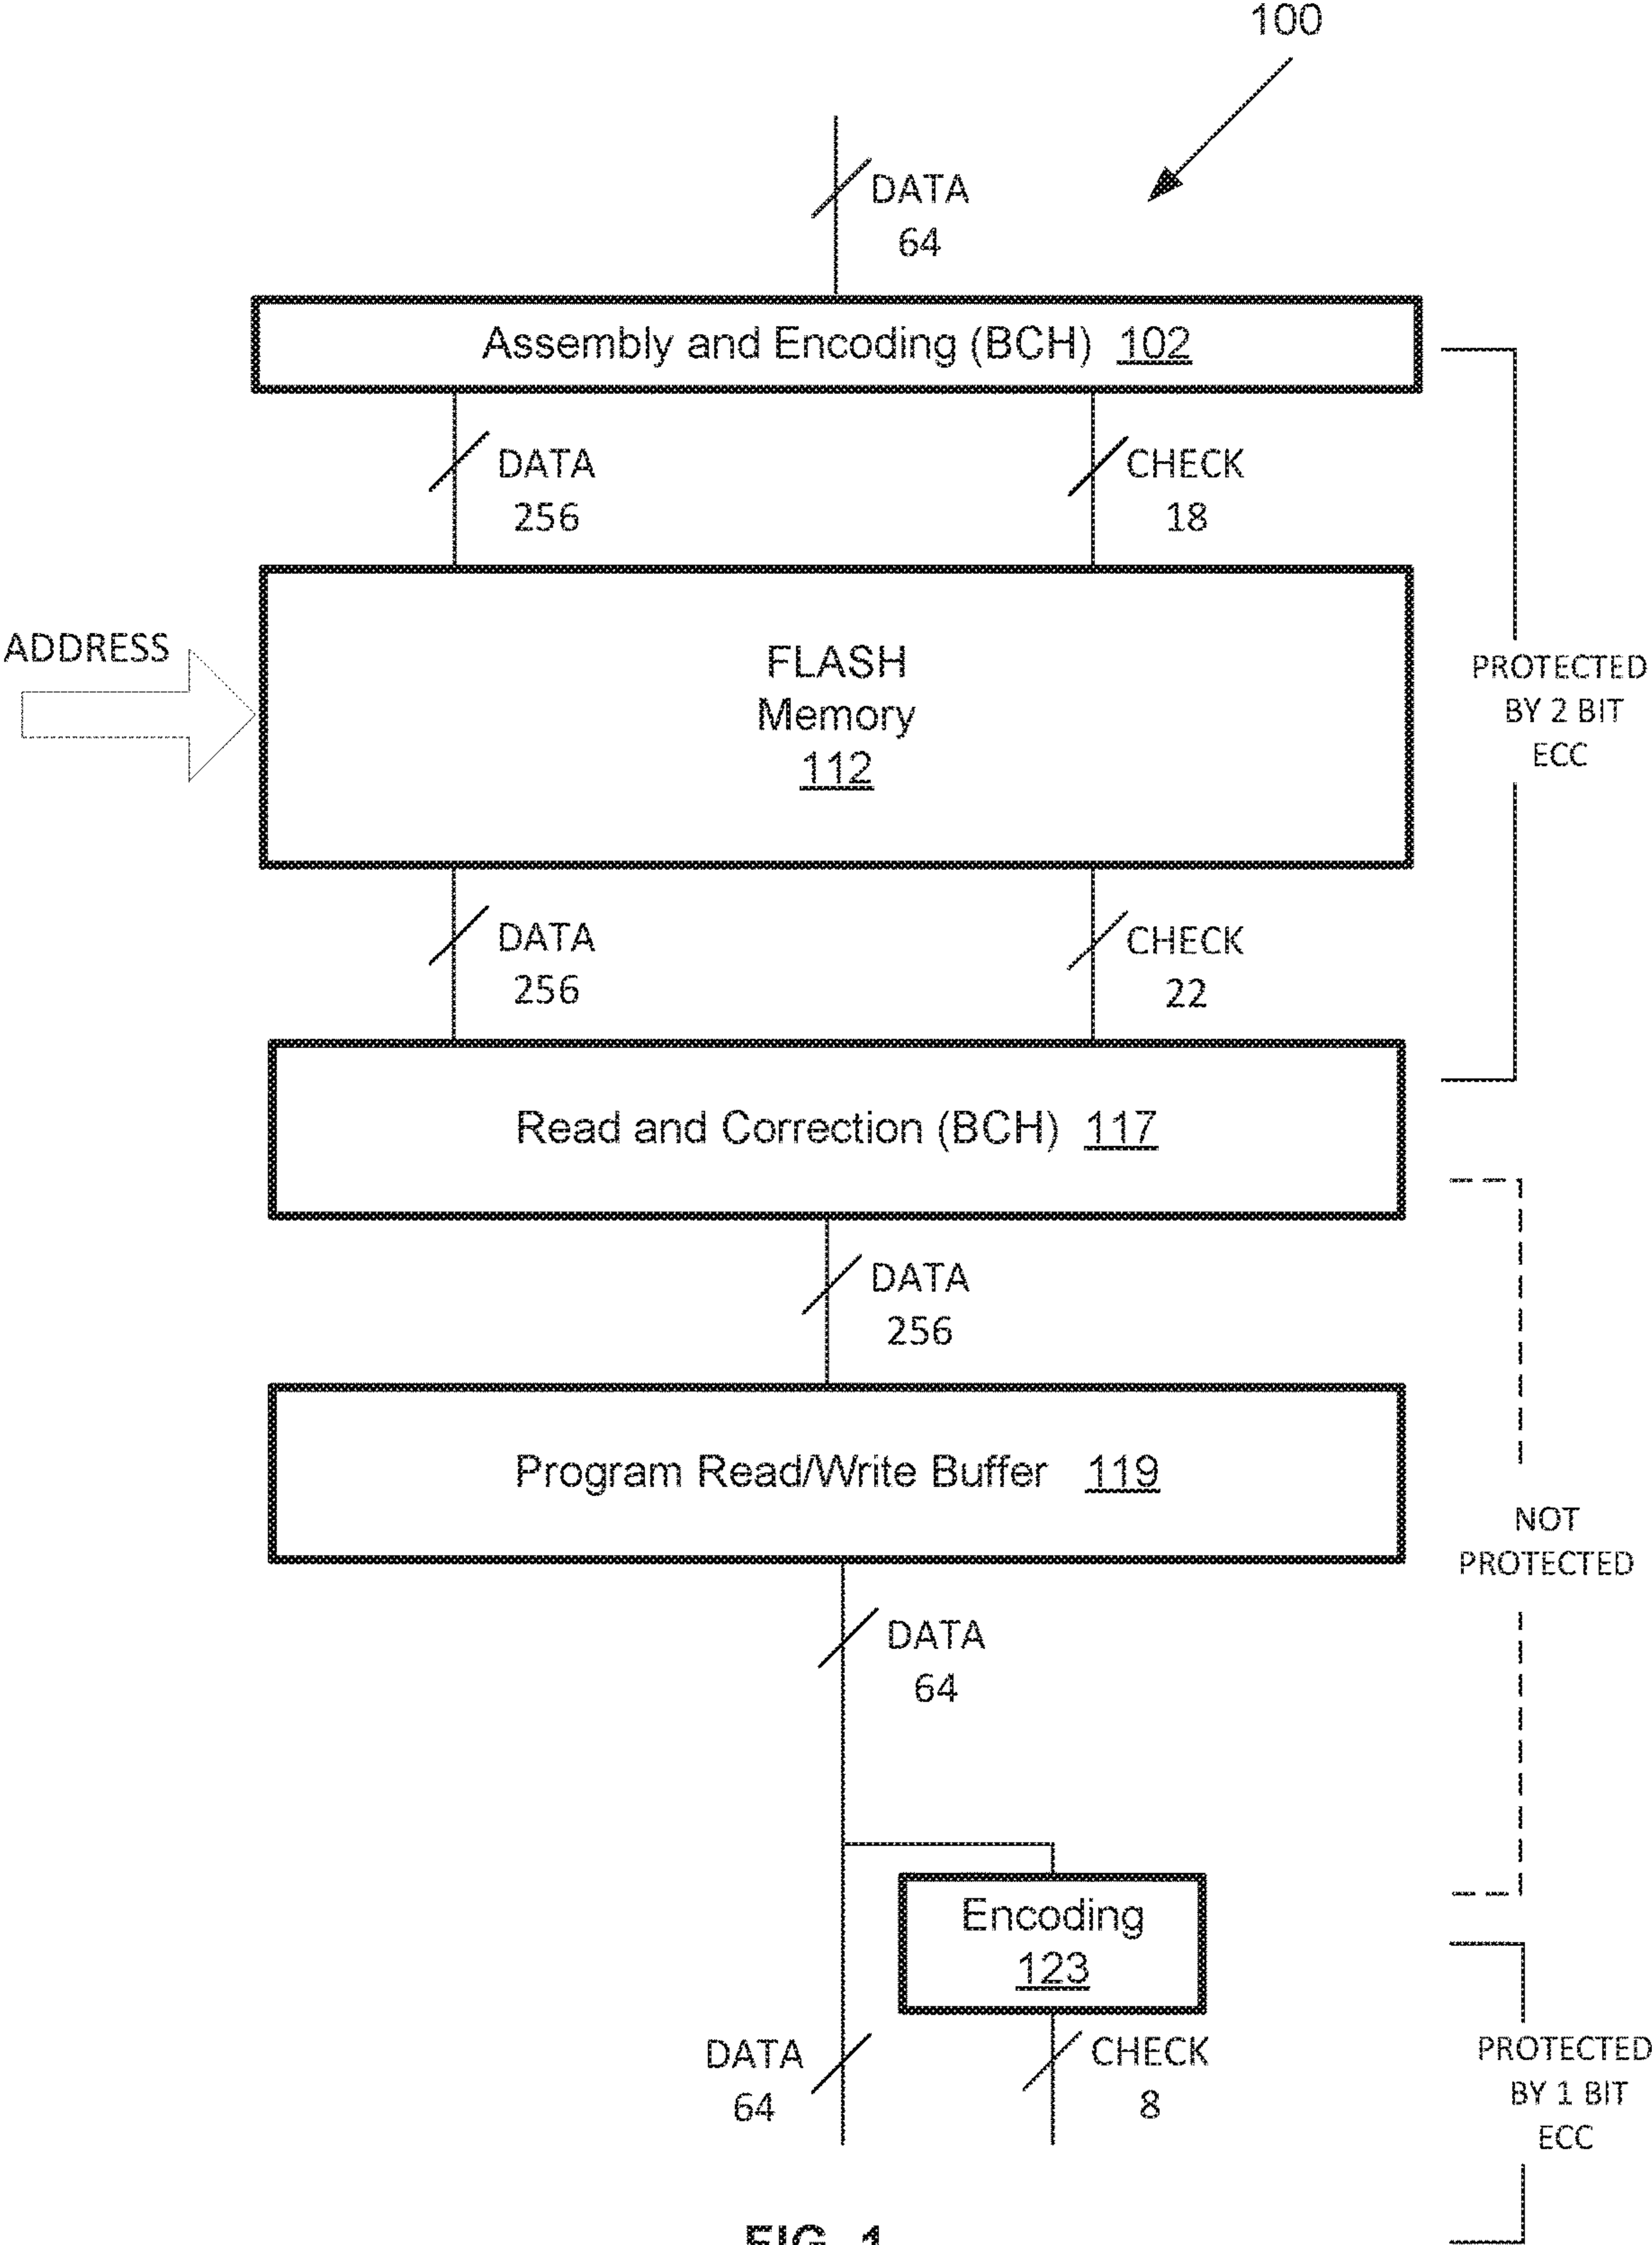 100
DATA
64
Assembly and Encoding (BCH) 102
DATA
256
CHECK
18
ADDRESS
FLASH
Memory
112
PROTECTED
BY 2 BIT
ECC
DATA
256
CHECK
22
Read and Correction (BCH) 117
DATA
256
Program Read/Write Buffer 119
NOT
PROTECTED
DATA
64
Encoding
123
DATA
64
CHECK
8
PROTECTED
BY 1 BIT
ECC
FIG. 1